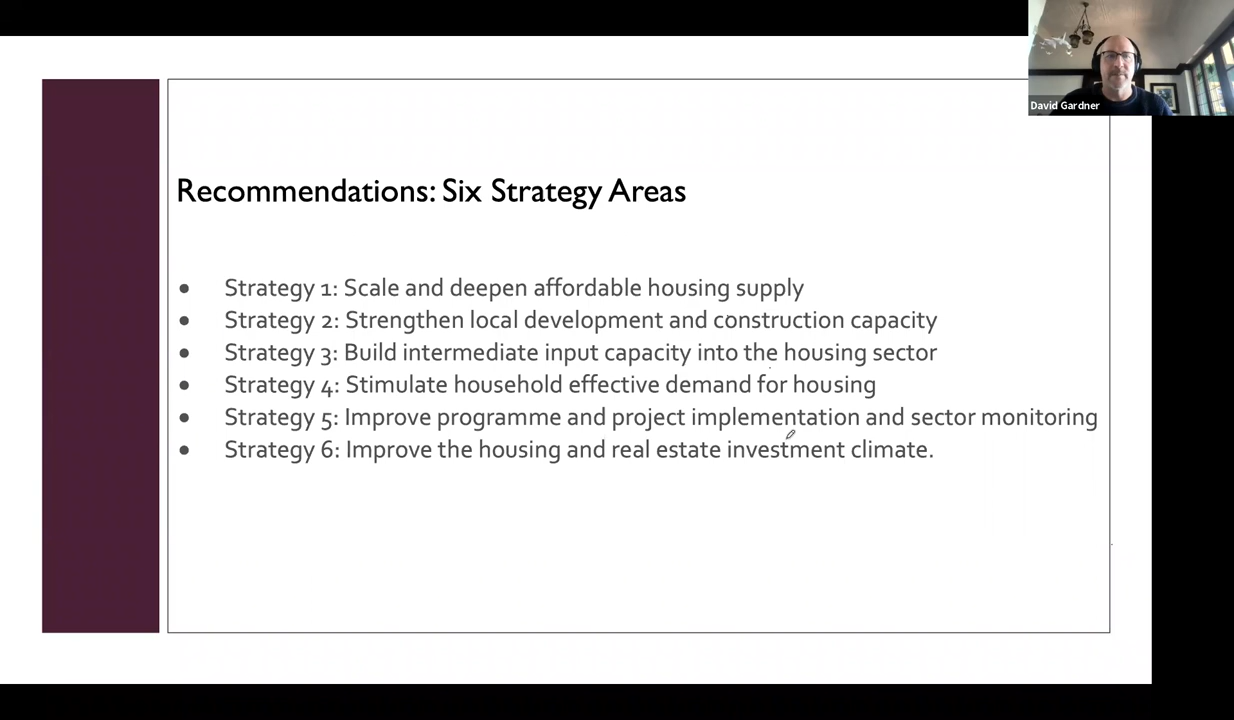 David Gardner
Recommendations: Six Strategy Areas
• Strategy 1: Scale and deepen affordable housing supply
• Strategy 2: Strengthen local development and construction capacity
• Strategy 3: Build intermediate input capacity into the housing sector
• Strategy 4: Stimulate household effective demand for housing
• Strategy 5: Improve programme and project implementation and sector monitoring
• Strategy 6: Improve the housing and real estate investment climate.